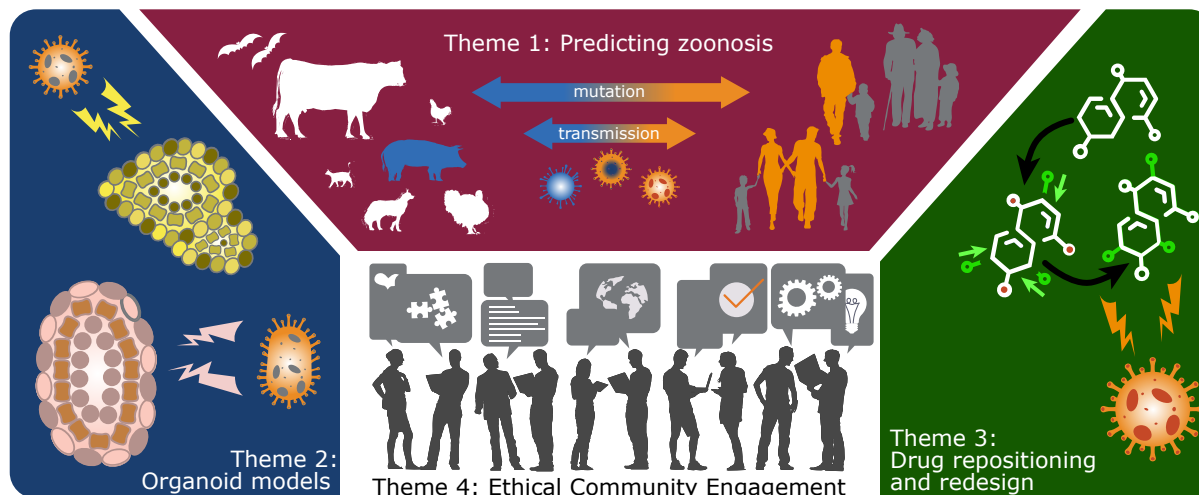 Theme 1: Predicting zoonosis
mutation
transmission
Theme 2:
Organoid models
Theme 3:
Drug repositioning
and redesign
Theme 4: Ethical Community Engagement